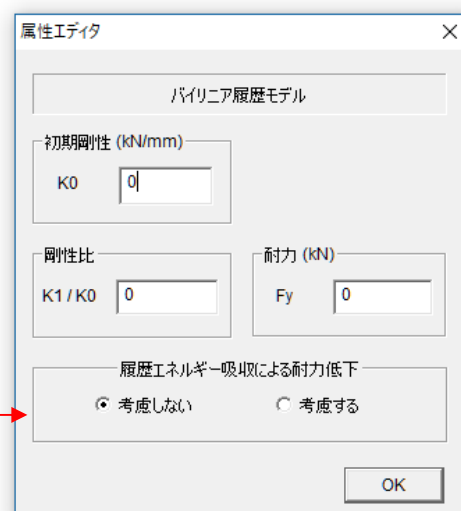 属性エディタ
バイリニア履歴モデル
初期剛性 (kN/mm)
K0 0
剛性比
K1 / K0 0
耐力 (kN)
Fy 0
履歴エネルギー吸収による耐力低下
考慮しない 考慮する
OK